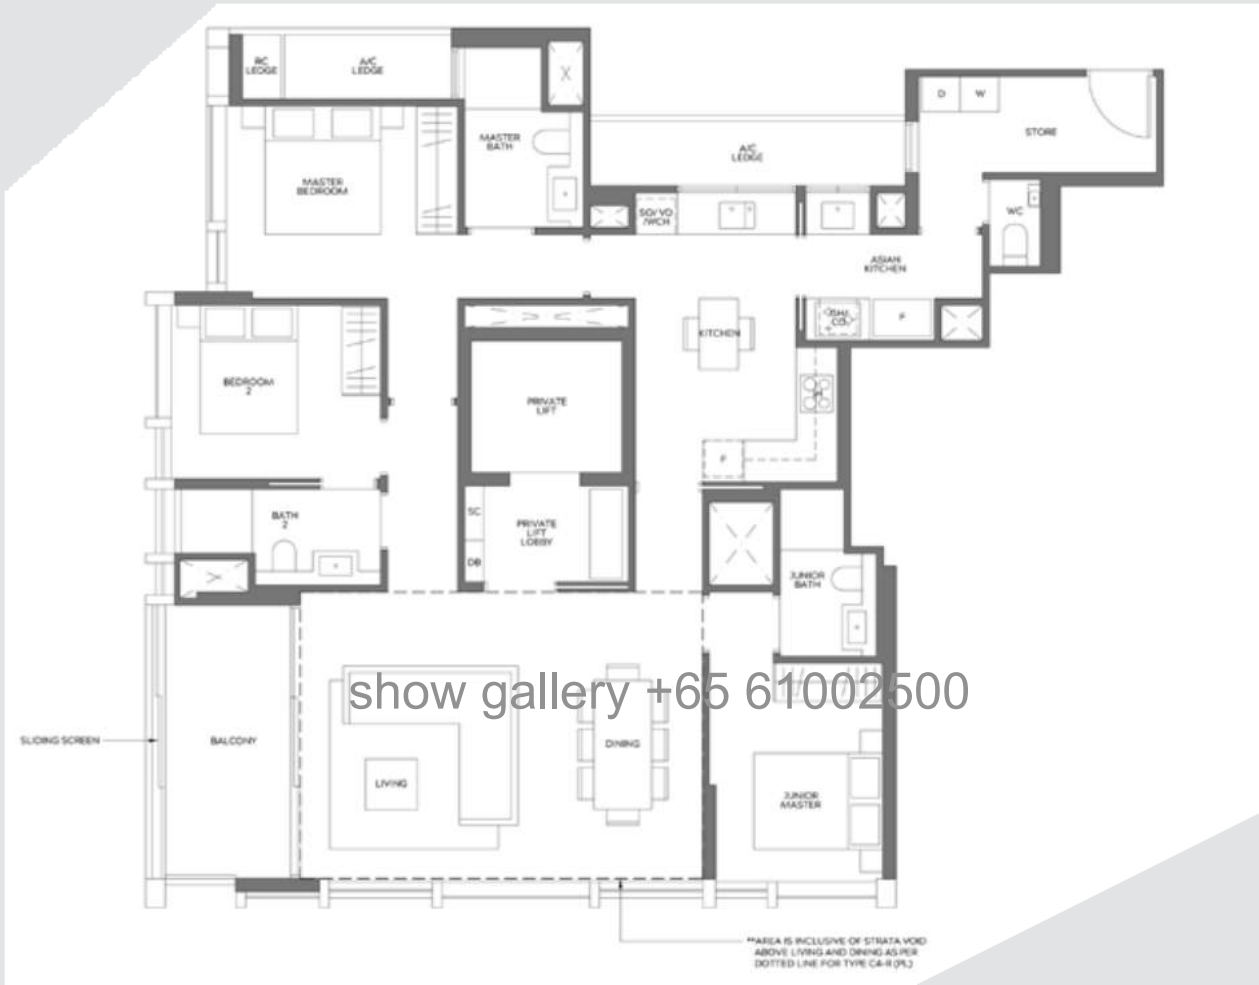 RC
LEDGE
A/C
LEDGE
MASTER
BATH
MASTER
BEDROOM
A/C
LEDGE
D
W
STORE
SO/ VD
/WCH
WC
ASIAN
KITCHEN
KITCHEN
F
BEDROOM
2
PRIVATE
LIFT
H
F
BATH
2
SC
PRIVATE
LIFT
LOBBY
DB
JUNIOR
BATH
show gallery +65 61002500
SLIDING SCREEN
BALCONY
DINING
LIVING
JUNIOR
MASTER
**AREA IS INCLUSIVE OF STRATA VOID
ABOVE LIVING AND DINING AS PER
DOTTED LINE FOR TYPE C4-R (PL)